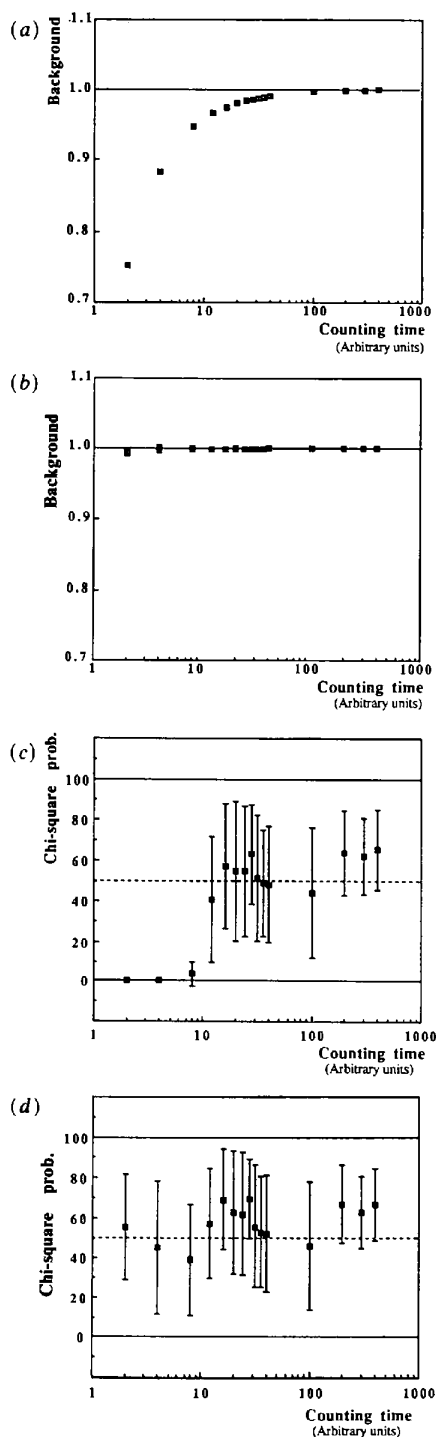 (a)
Background
1.1
1.0
0.9
0.8
0.7
1
10
100
1000
Counting time
(Arbitrary units)
(b)
Background
1.1
1.0
0.9
0.8
0.7
1
10
100
1000
Counting time
(Arbitrary units)
(c)
Chi-square prob.
100
80
60
40
20
0
1
10
100
1000
Counting time
(Arbitrary units)
(d)
Chi-square prob.
100
80
60
40
20
0
1
10
100
1000
Counting time
(Arbitrary units)